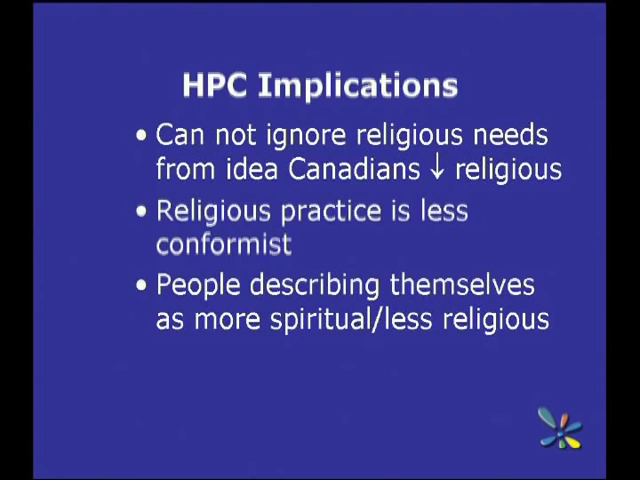 HPC Implications
• Can not ignore religious needs
from idea Canadians ↓ religious
• Religious practice is less
conformist
• People describing themselves
as more spiritual/less religious